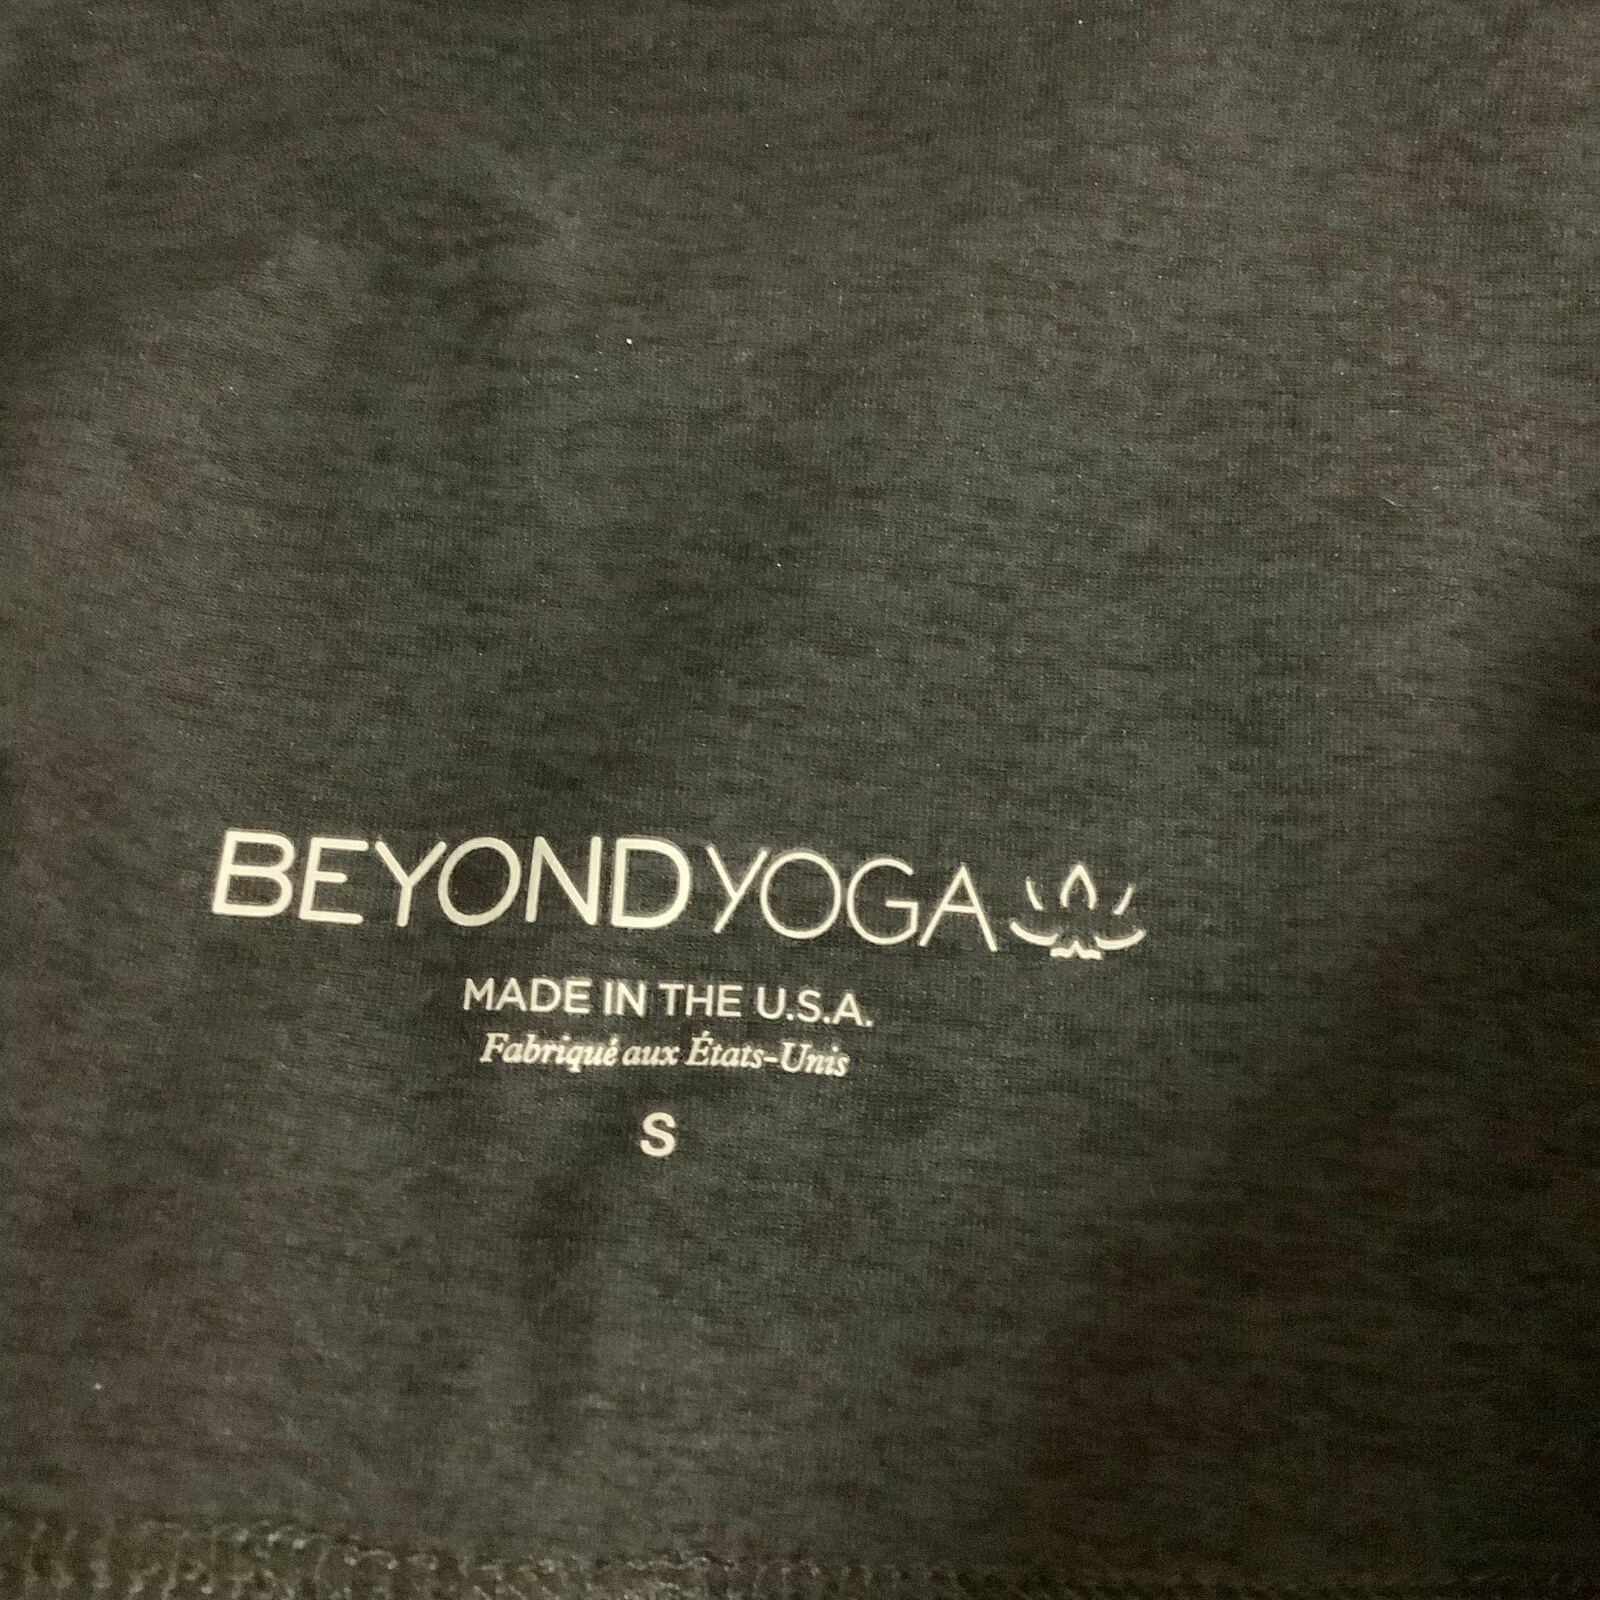 BEYOND YOGA
MADE IN THE U.S.A.
Fabriqué aux États-Unis
S